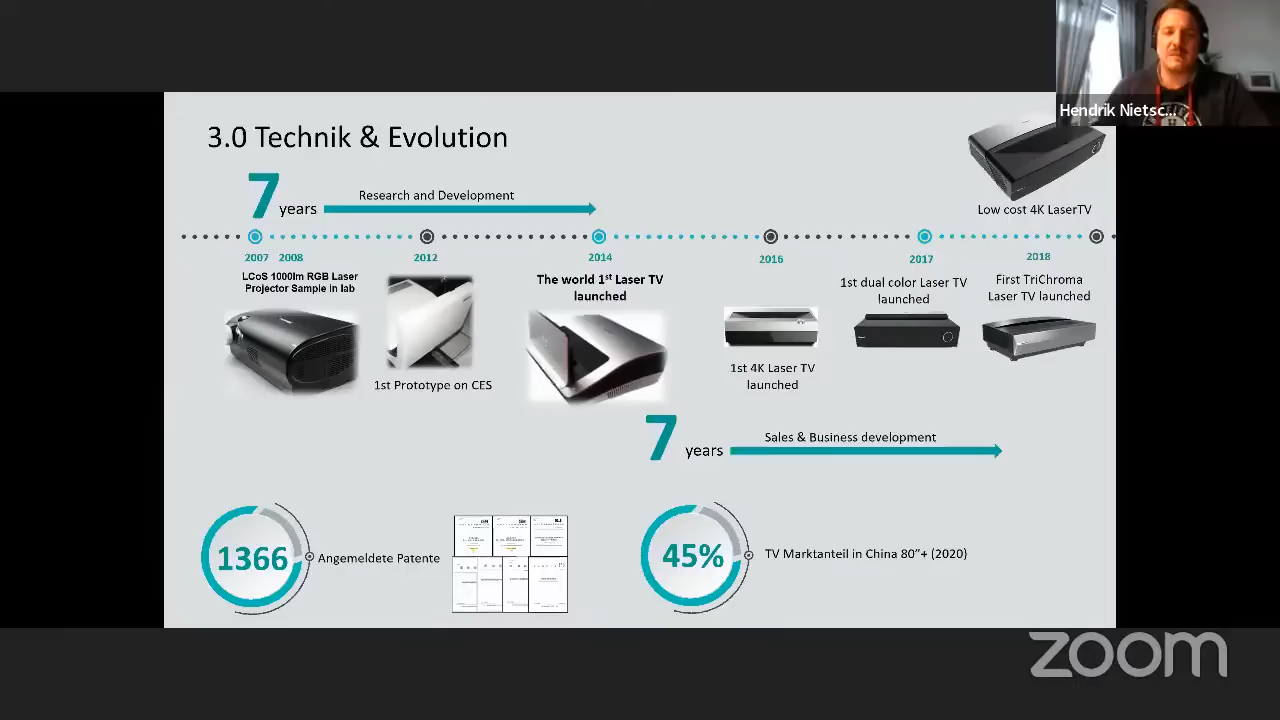 Hendrik Nietsc...
3.0 Technik & Evolution
7 years
Research and Development
Low cost 4K LaserTV
2007 2008
2012
2014
2016
2017
2018
LCoS 1000lm RGB Laser
Projector Sample in lab
1st Prototype on CES
The world 1st Laser TV
launched
1st 4K Laser TV
launched
1st dual color Laser TV
launched
First TriChroma
Laser TV launched
7 years
Sales & Business development
1366
Angemeldete Patente
45%
TV Marktanteil in China 80”+ (2020)
zoom